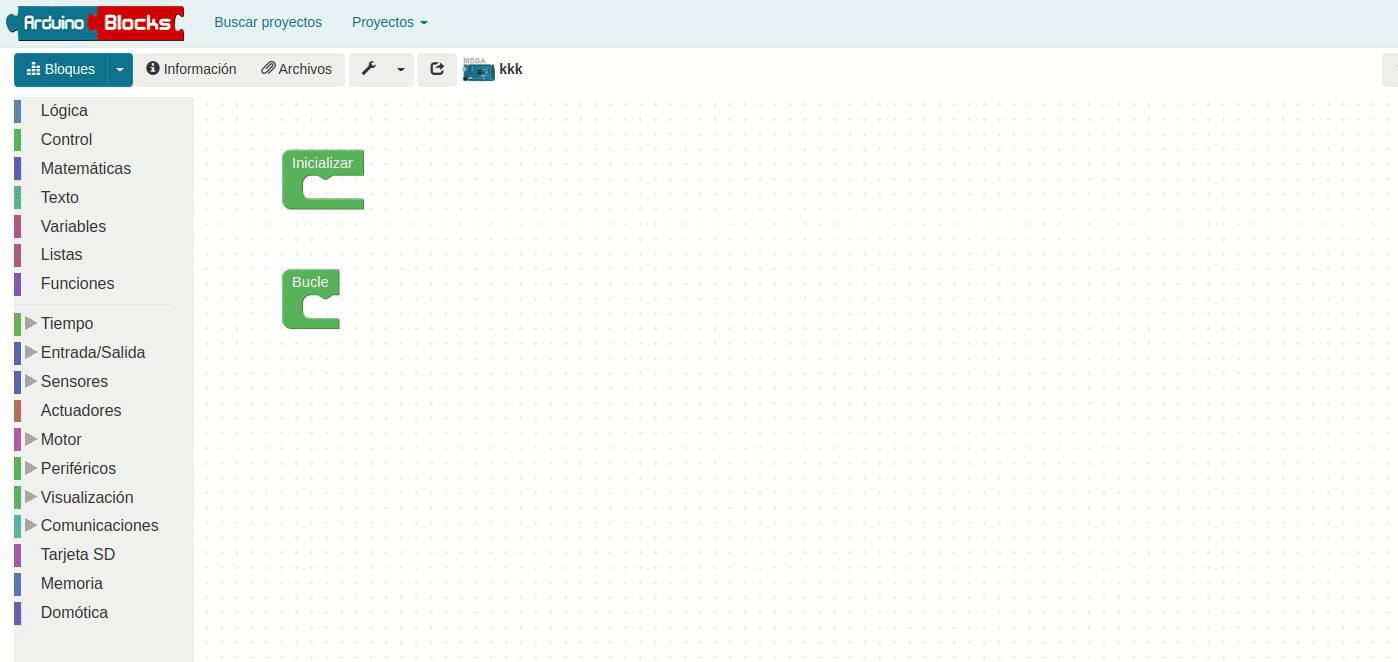 Arduino Blocks Buscar proyectos Proyectos
Bloques Información Archivos MEGA kkk
Lógica
Control
Matemáticas
Texto
Variables
Listas
Funciones
Tiempo
Entrada/Salida
Sensores
Actuadores
Motor
Periféricos
Visualización
Comunicaciones
Tarjeta SD
Memoria
Domótica
Inicializar
Bucle